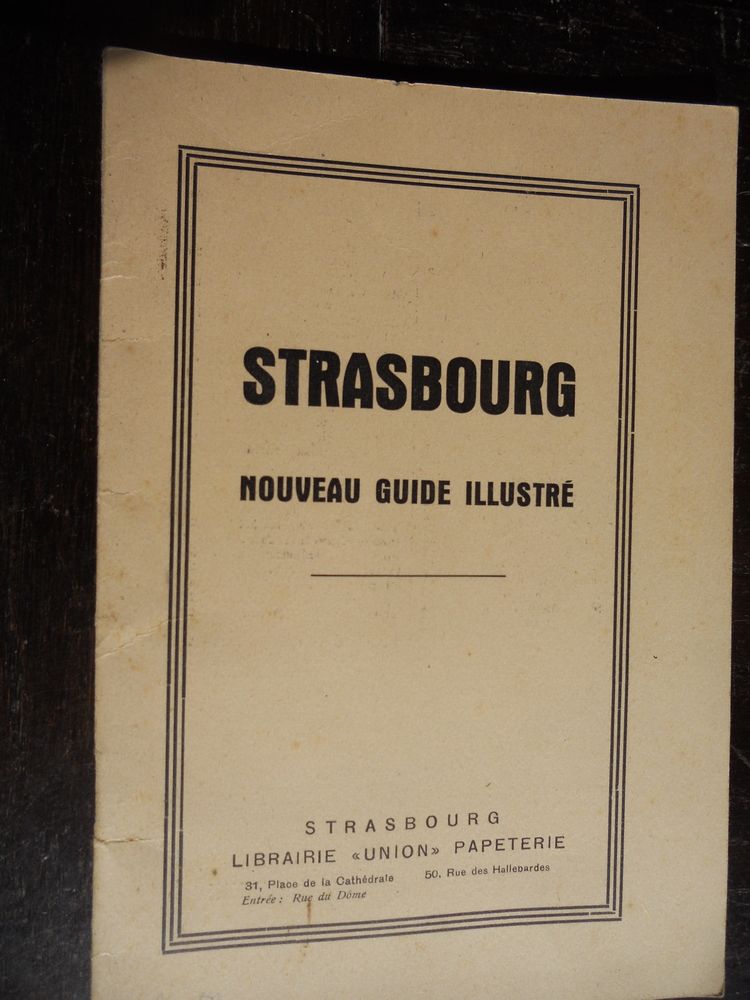 STRASBOURG
NOUVEAU GUIDE ILLUSTRÉ
STRASBOURG
LIBRAIRIE «UNION» PAPETERIE
31, Place de la Cathédrale 50, Rue des Hallebardes
Entrée: Rue du Dôme